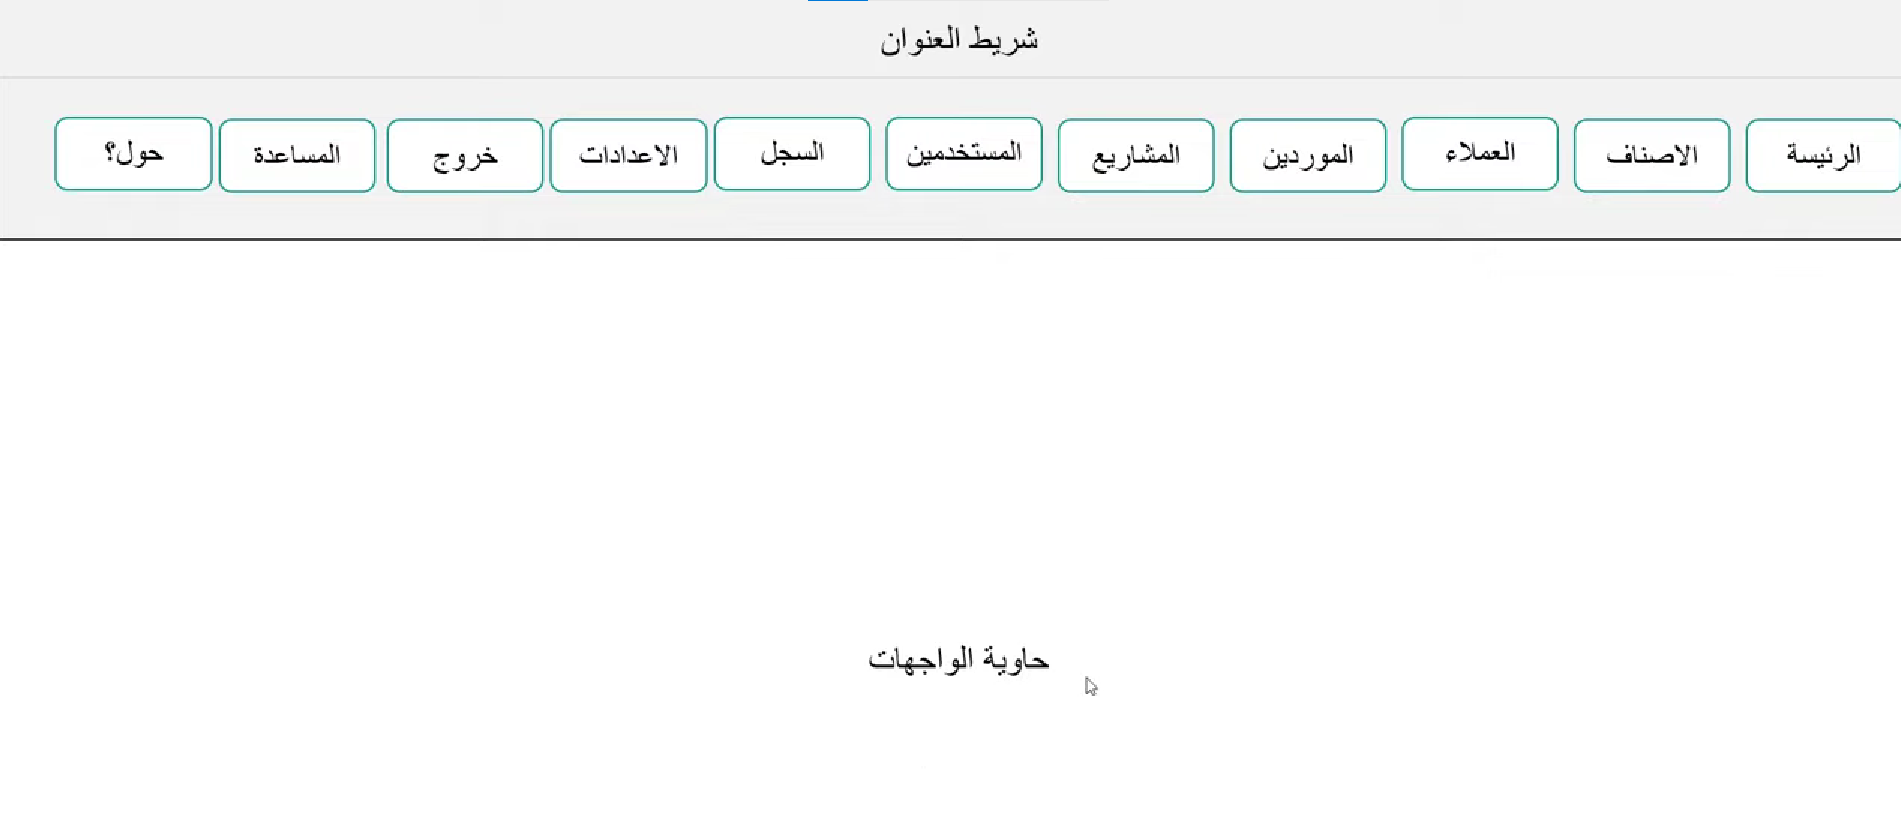 شريط العنوان
الرئيسة الاصناف العملاء الموردين المشاريع المستخدمين السجل الاعدادات خروج المساعدة حول؟
حاوية الواجهات